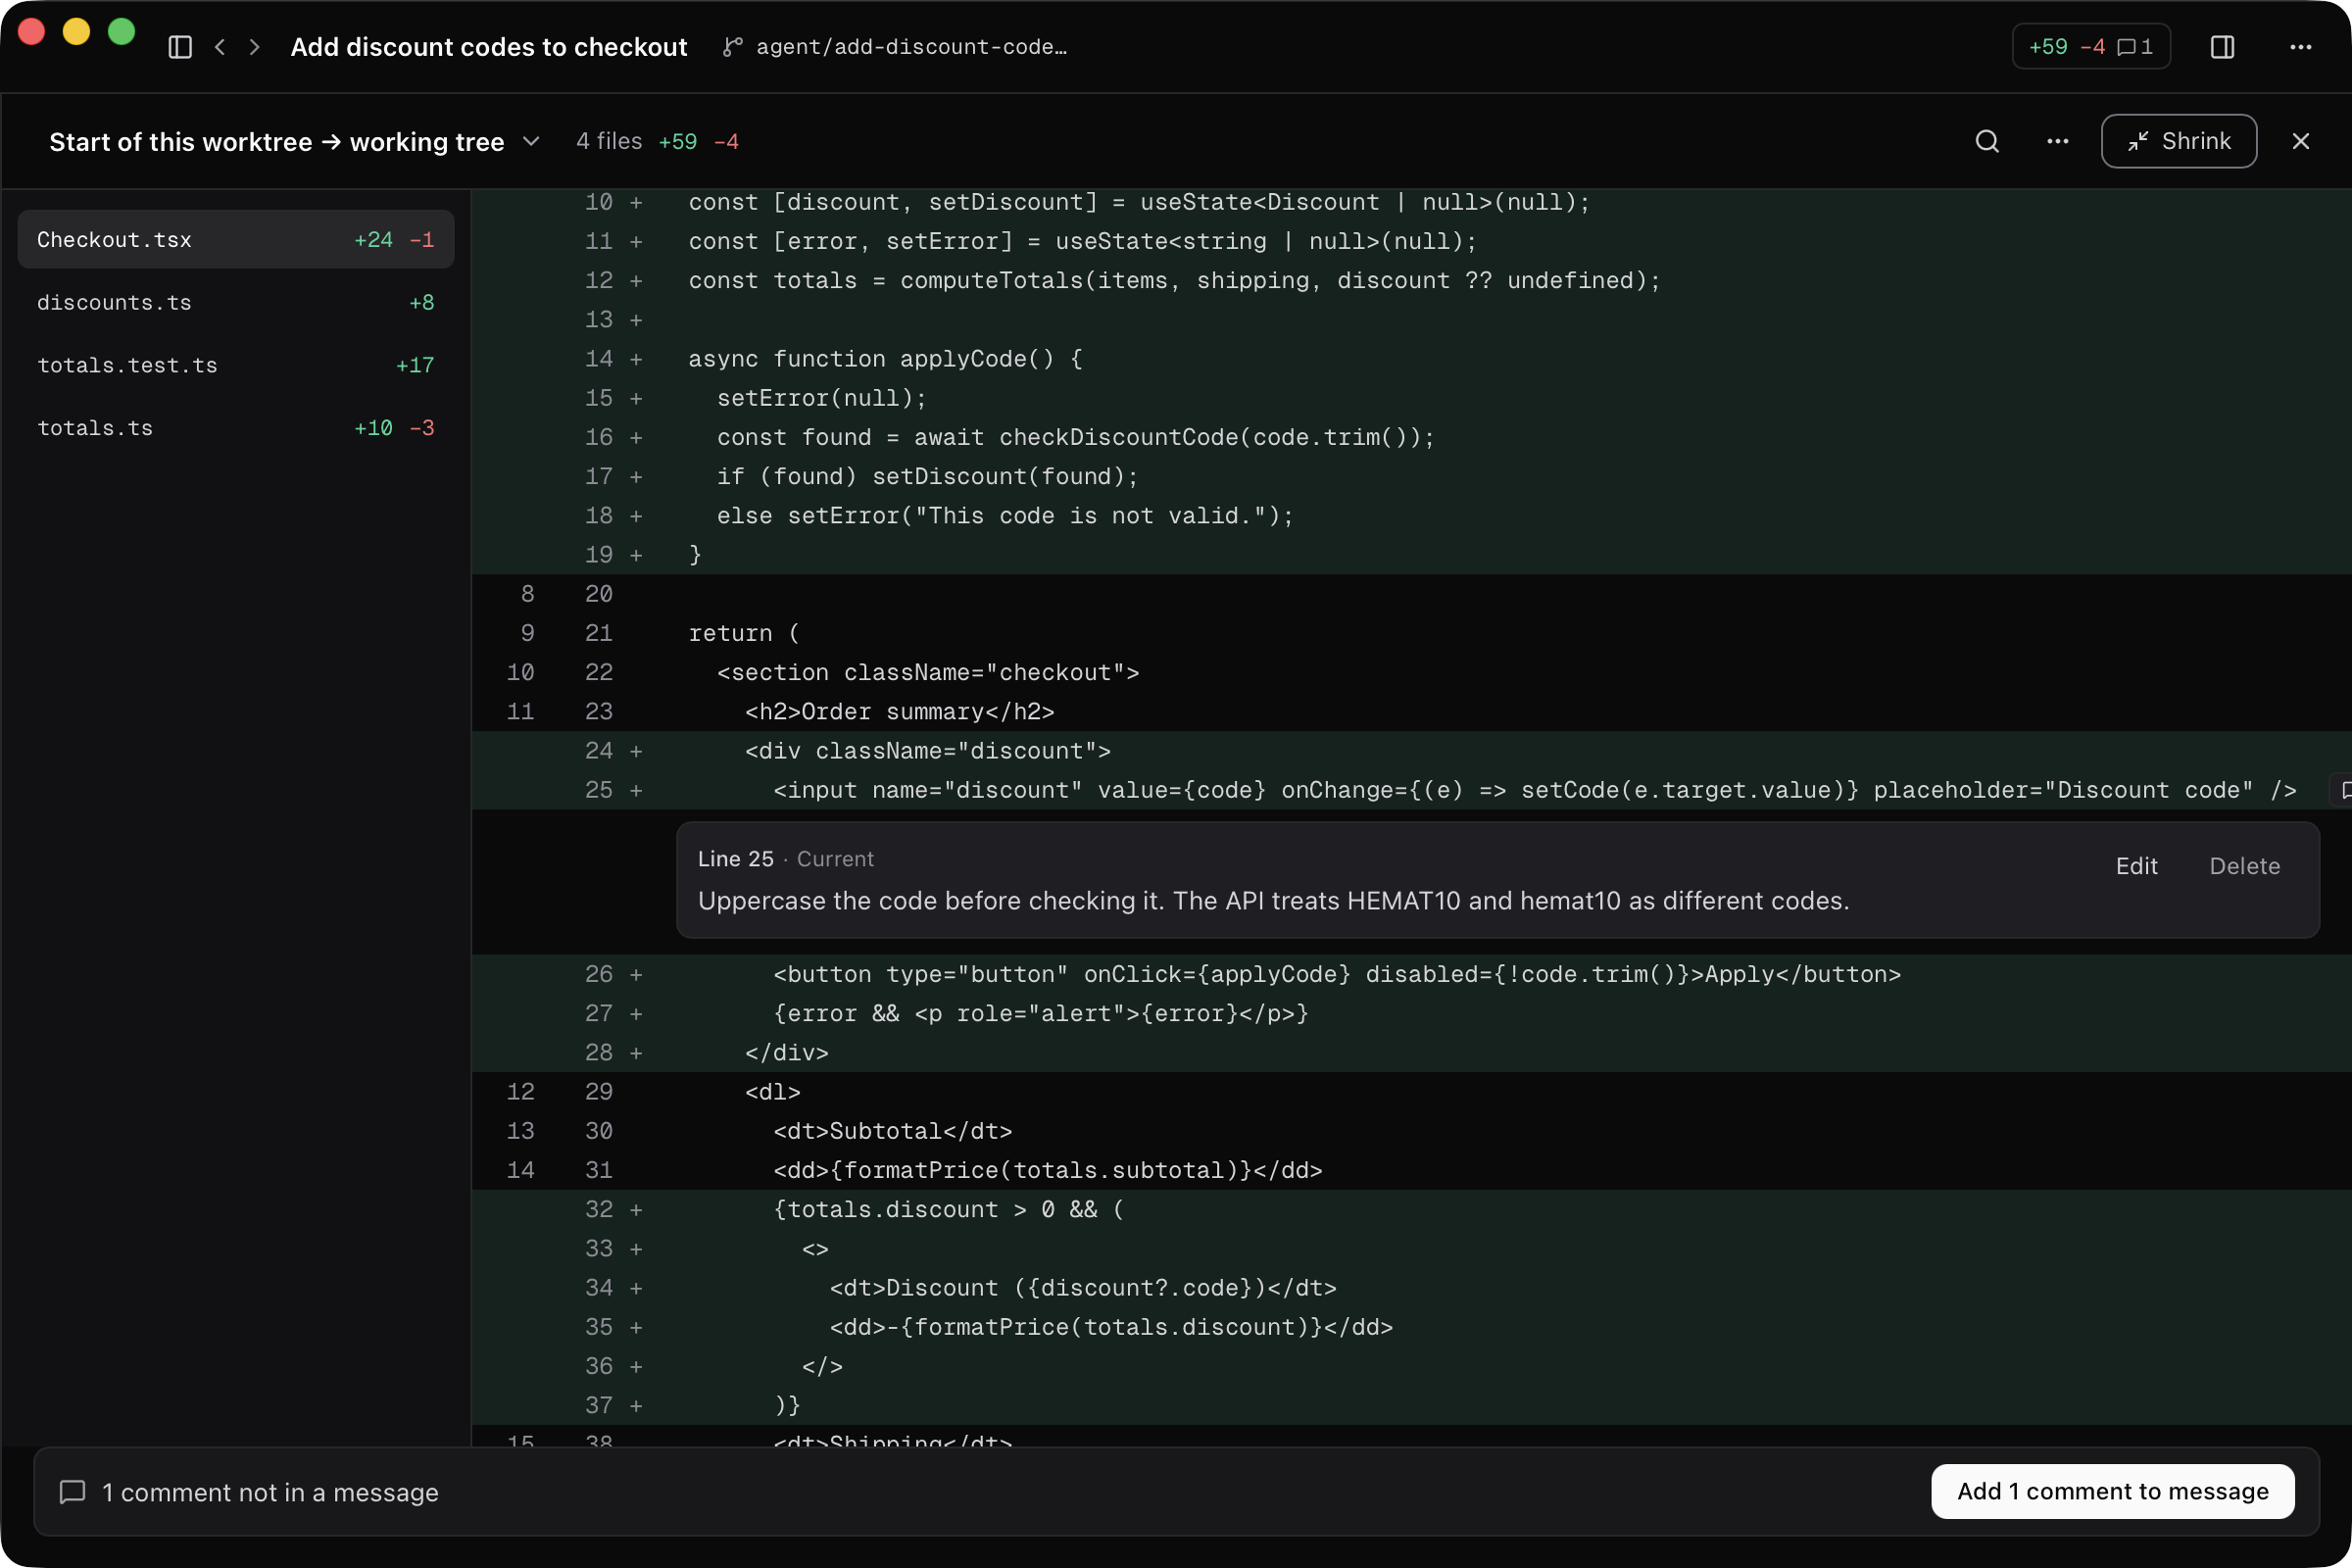 Add discount codes to checkout agent/add-discount-code… +59 −4 1
Start of this worktree → working tree 4 files +59 −4 Shrink
Checkout.tsx +24 −1
discounts.ts +8
totals.test.ts +17
totals.ts +10 −3
10 + const [discount, setDiscount] = useState<Discount | null>(null);
11 + const [error, setError] = useState<string | null>(null);
12 + const totals = computeTotals(items, shipping, discount ?? undefined);
13 +
14 + async function applyCode() {
15 + setError(null);
16 + const found = await checkDiscountCode(code.trim());
17 + if (found) setDiscount(found);
18 + else setError("This code is not valid.");
19 + }
8 20
9 21 return (
10 22 <section className="checkout">
11 23 <h2>Order summary</h2>
24 + <div className="discount">
25 + <input name="discount" value={code} onChange={(e) => setCode(e.target.value)} placeholder="Discount code" />
Line 25 · Current Edit Delete
Uppercase the code before checking it. The API treats HEMAT10 and hemat10 as different codes.
26 + <button type="button" onClick={applyCode} disabled={!code.trim()}>Apply</button>
27 + {error && <p role="alert">{error}</p>}
28 + </div>
12 29 <dl>
13 30 <dt>Subtotal</dt>
14 31 <dd>{formatPrice(totals.subtotal)}</dd>
32 + {totals.discount > 0 && (
33 + <>
34 + <dt>Discount ({discount?.code})</dt>
35 + <dd>-{formatPrice(totals.discount)}</dd>
36 + </>
37 + )}
15 38 <dt>Shipping</dt>
1 comment not in a message Add 1 comment to message